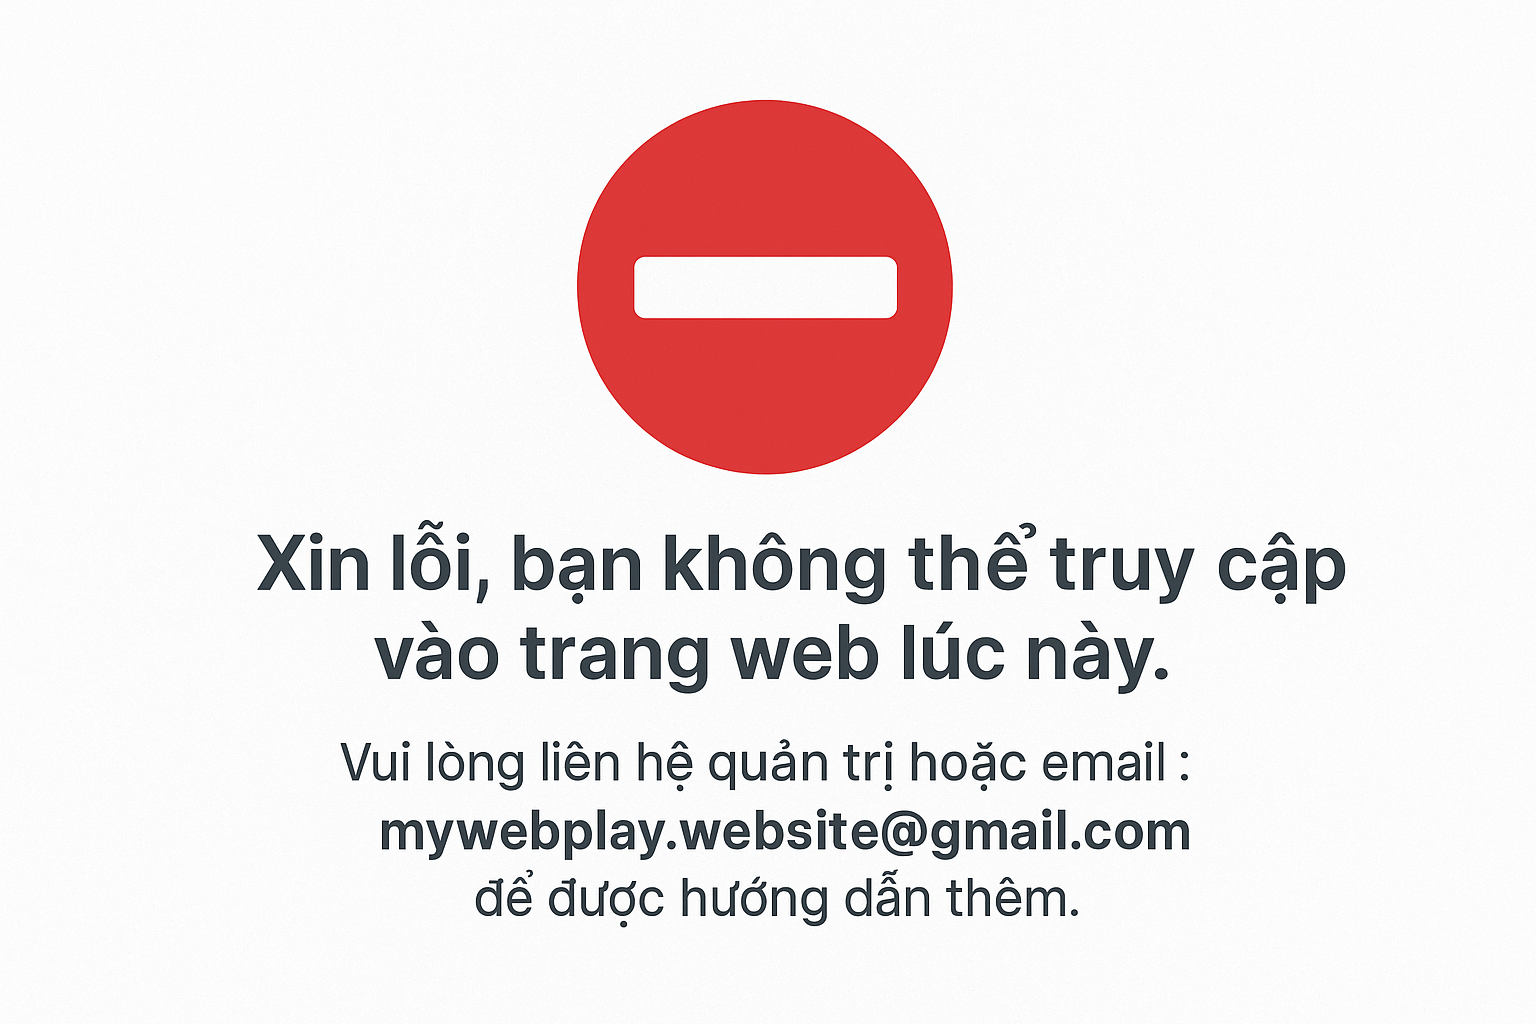 Xin lỗi, bạn không thể truy cập
vào trang web lúc này.
Vui lòng liên hệ quản trị hoặc email :
mywebplay.website@gmail.com
để được hướng dẫn thêm.